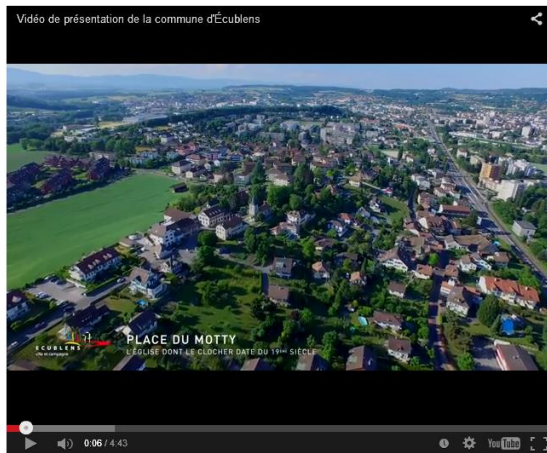 Vidéo de présentation de la commune d'Écublens
PLACE DU MOTTY
L'ÉGLISE DONT LE CLOCHER DATE DU 19ème SIÈCLE
ECUBLENS
ville et campagne
0:06 / 4:43
YouTube